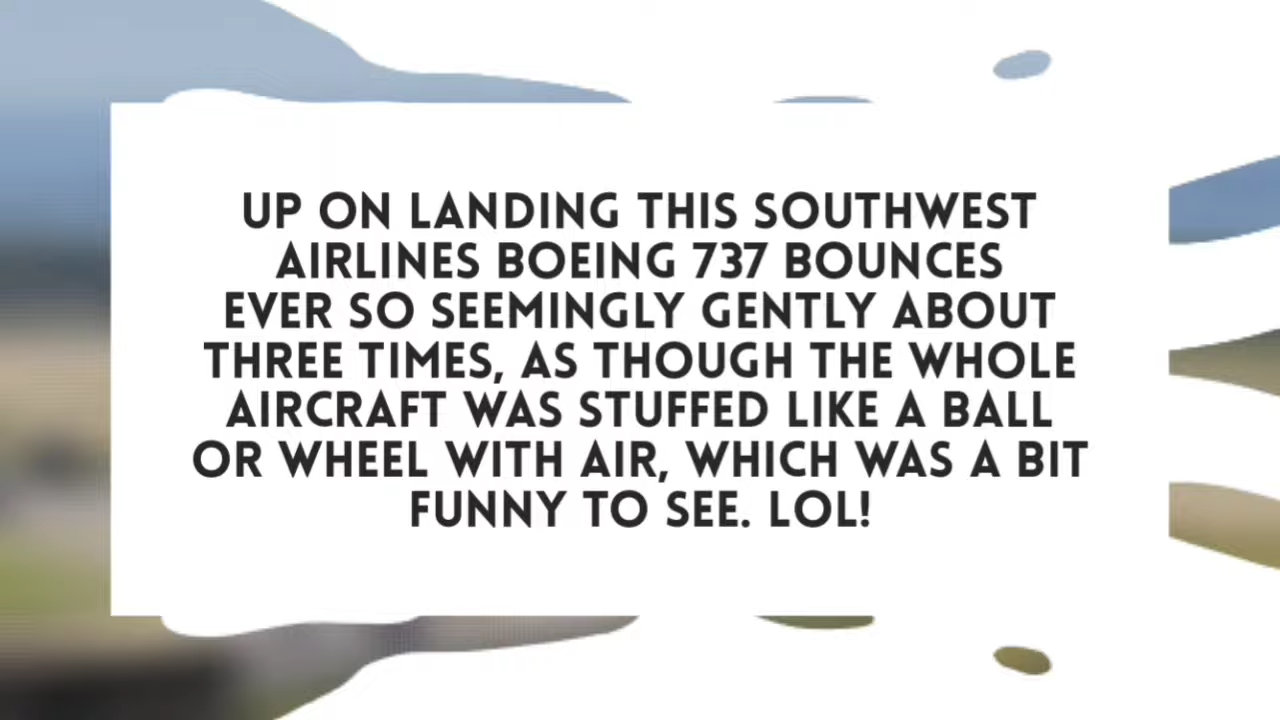 UP ON LANDING THIS SOUTHWEST
AIRLINES BOEING 737 BOUNCES
EVER SO SEEMINGLY GENTLY ABOUT
THREE TIMES, AS THOUGH THE WHOLE
AIRCRAFT WAS STUFFED LIKE A BALL
OR WHEEL WITH AIR, WHICH WAS A BIT
FUNNY TO SEE. LOL!